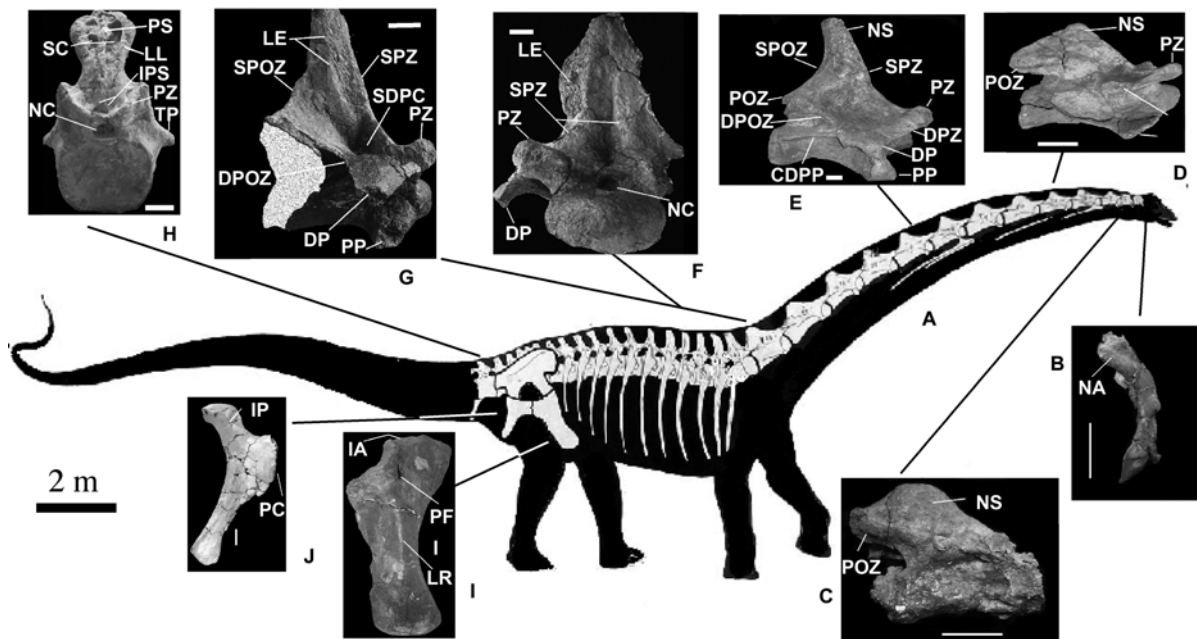 PS
SC
LL
IPS
NC
PZ
TP
H
LE
SPOZ
SPZ
SDPC
PZ
DPOZ
DP
PP
G
LE
SPZ
PZ
NC
DP
F
NS
SPOZ
SPZ
POZ
PZ
DPOZ
DPZ
DP
CDPP
PP
E
NS
PZ
POZ
D
A
B
NA
NS
POZ
C
IP
PC
J
IA
PF
LR
I
2 m